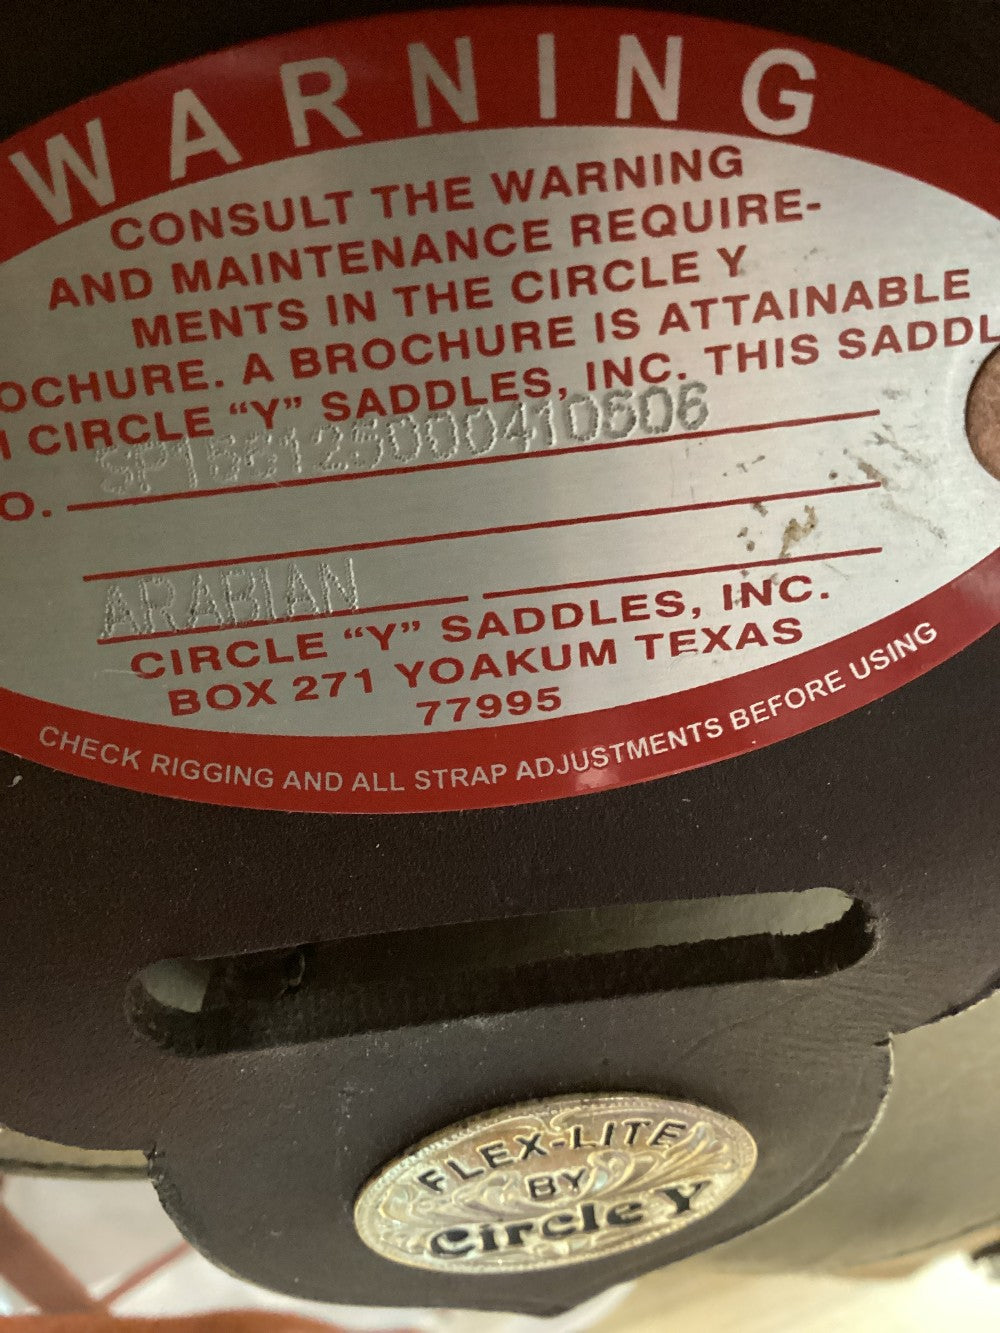 WARNING
CONSULT THE WARNING
AND MAINTENANCE REQUIRE-
MENTS IN THE CIRCLE Y
OCHURE. A BROCHURE IS ATTAINABLE
M CIRCLE “Y” SADDLES, INC. THIS SADDL
O. SP166125000410606
ARABIAN
CIRCLE “Y” SADDLES, INC.
BOX 271 YOAKUM TEXAS
77995
CHECK RIGGING AND ALL STRAP ADJUSTMENTS BEFORE USING
FLEX-LITE
BY
Circle Y